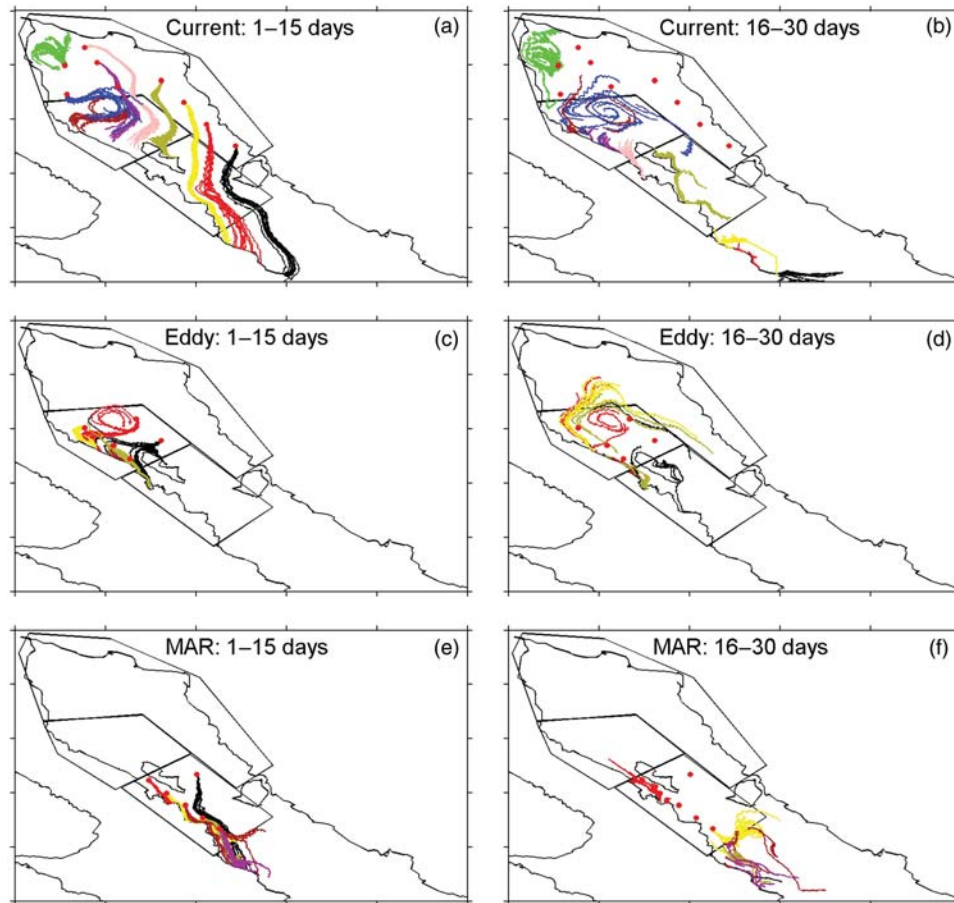 Current: 1–15 days
(a)
Current: 16–30 days
(b)
Eddy: 1–15 days
(c)
Eddy: 16–30 days
(d)
MAR: 1–15 days
(e)
MAR: 16–30 days
(f)